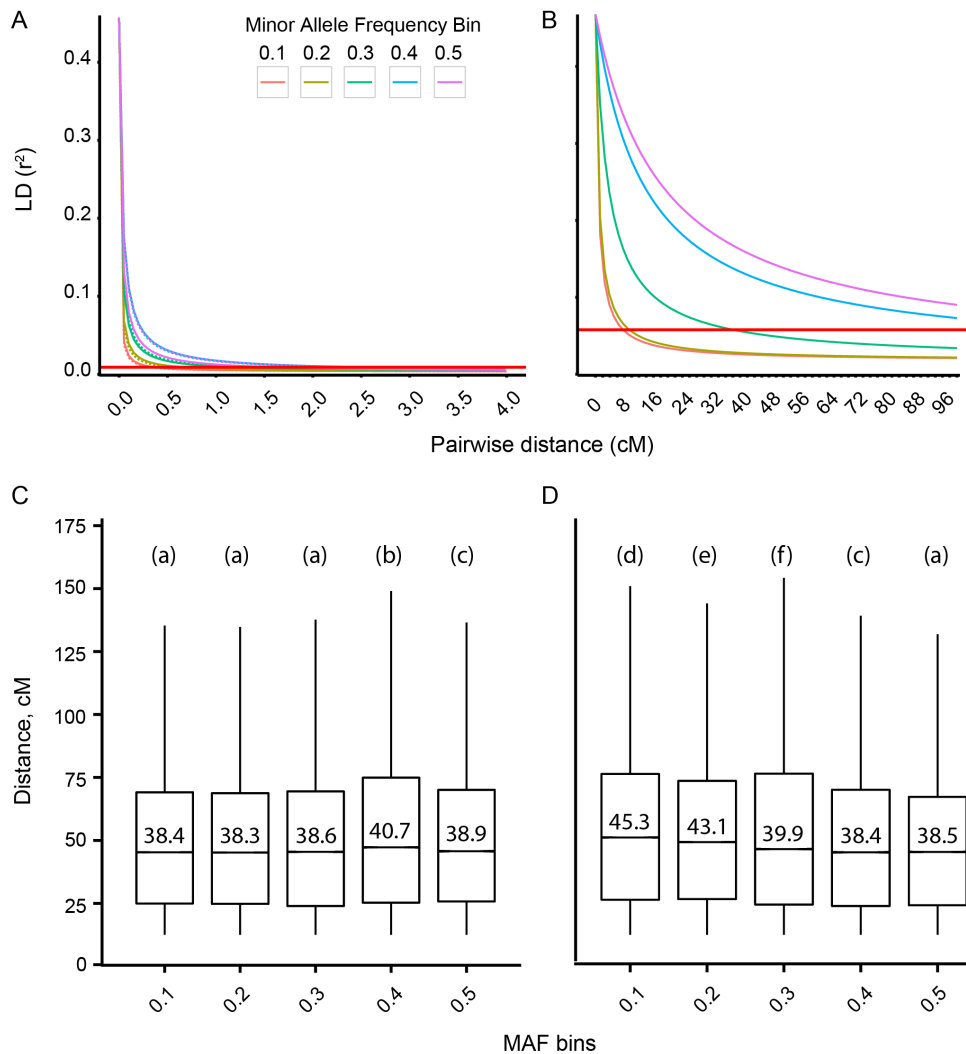 A
Minor Allele Frequency Bin
0.1 0.2 0.3 0.4 0.5
B
LD (r²)
0.4
0.3
0.2
0.1
0.0
0.0 0.5 1.0 1.5 2.0 2.5 3.0 3.5 4.0
0 8 16 24 32 40 48 56 64 72 80 88 96
Pairwise distance (cM)
C
D
Distance, cM
175
150
125
100
75
50
25
0
(a) (a) (a) (b) (c)
38.4 38.3 38.6 40.7 38.9
0.1 0.2 0.3 0.4 0.5
(d) (e) (f) (c) (a)
45.3 43.1 39.9 38.4 38.5
0.1 0.2 0.3 0.4 0.5
MAF bins